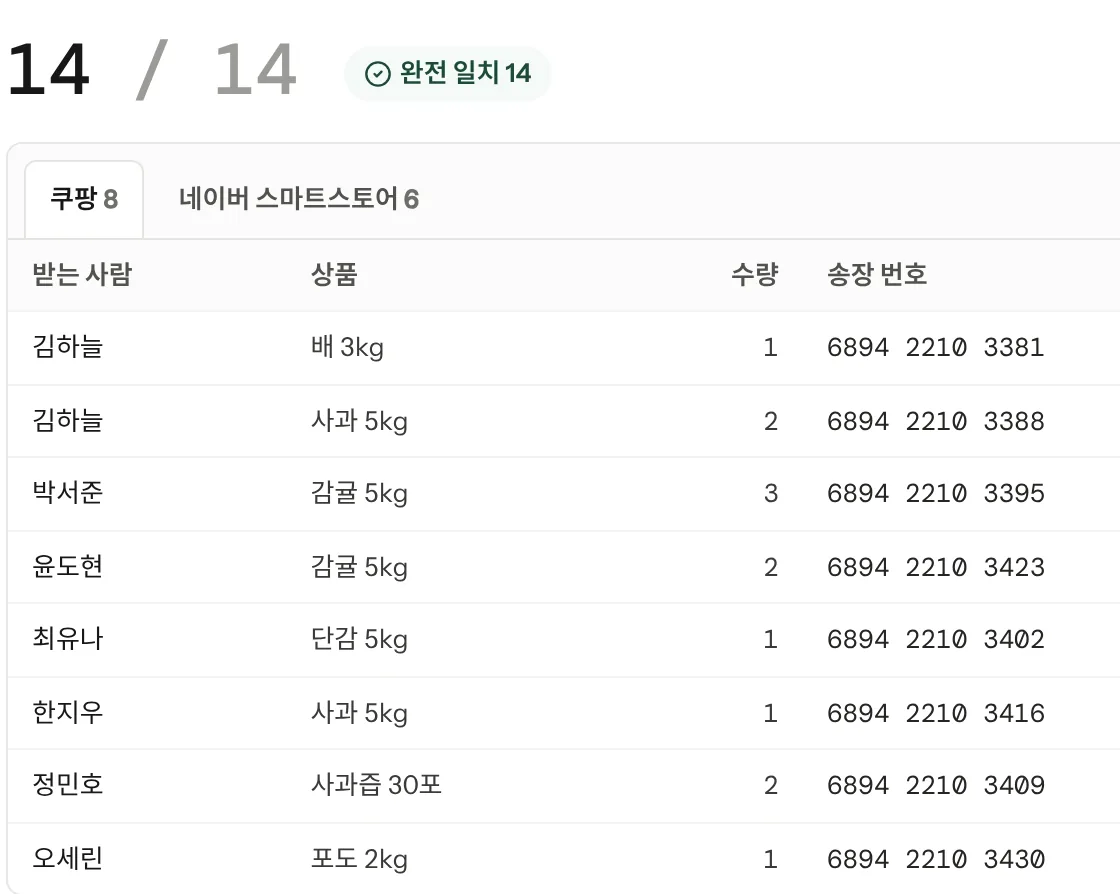 14 / 14 완전 일치 14
쿠팡 8 네이버 스마트스토어 6
받는 사람 상품 수량 송장 번호
김하늘 배 3kg 1 6894 2210 3381
김하늘 사과 5kg 2 6894 2210 3388
박서준 감귤 5kg 3 6894 2210 3395
윤도현 감귤 5kg 2 6894 2210 3423
최유나 단감 5kg 1 6894 2210 3402
한지우 사과 5kg 1 6894 2210 3416
정민호 사과즙 30포 2 6894 2210 3409
오세린 포도 2kg 1 6894 2210 3430